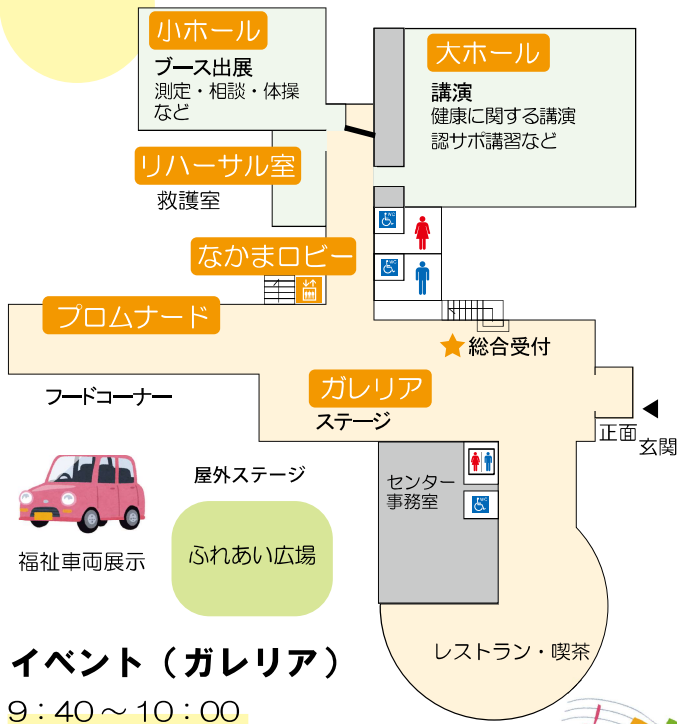 小ホール
ブース出展
測定・相談・体操
など
大ホール
講演
健康に関する講演
認サポ講習など
リハーサル室
救護室
WC
なかまロビー
WC
プロムナード
総合受付
フードコーナー
ガレリア
ステージ
正面
玄関
屋外ステージ
センター
事務室
WC
福祉車両展示
ふれあい広場
レストラン・喫茶
イベント（ガレリア）
9：40～10：00